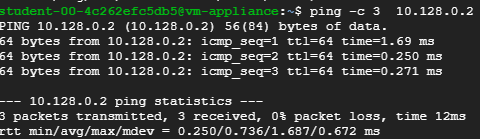 student-00-4c262efc5db5@vm-appliance:~$ ping -c 3  10.128.0.2
PING 10.128.0.2 (10.128.0.2) 56(84) bytes of data.
64 bytes from 10.128.0.2: icmp_seq=1 ttl=64 time=1.69 ms
64 bytes from 10.128.0.2: icmp_seq=2 ttl=64 time=0.250 ms
64 bytes from 10.128.0.2: icmp_seq=3 ttl=64 time=0.271 ms

--- 10.128.0.2 ping statistics ---
3 packets transmitted, 3 received, 0% packet loss, time 12ms
rtt min/avg/max/mdev = 0.250/0.736/1.687/0.672 ms